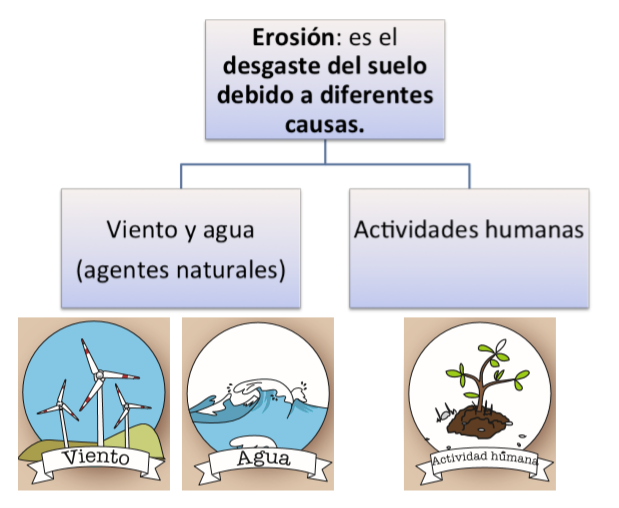 Erosión: es el
desgaste del suelo
debido a diferentes
causas.
Viento y agua
(agentes naturales)
Actividades humanas
Viento
Agua
Actividad humana